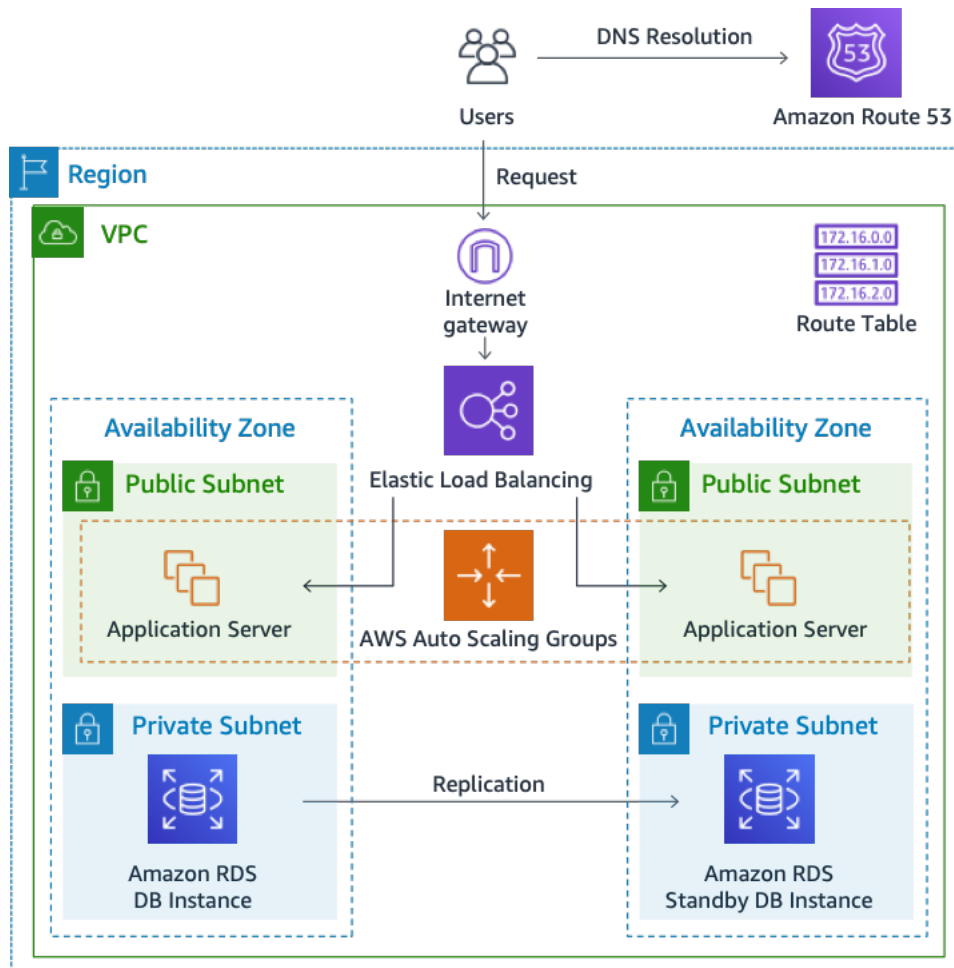 DNS Resolution
53
Users
Amazon Route 53
Region
Request
VPC
172.16.0.0
172.16.1.0
172.16.2.0
Route Table
Internet
gateway
Availability Zone
Availability Zone
Public Subnet
Elastic Load Balancing
Public Subnet
Application Server
AWS Auto Scaling Groups
Application Server
Private Subnet
Private Subnet
Replication
Amazon RDS
DB Instance
Amazon RDS
Standby DB Instance